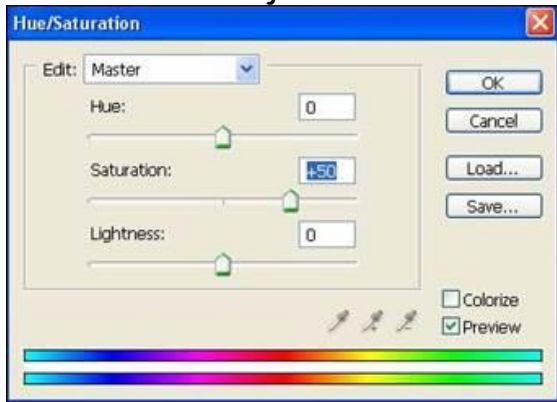 Hue/Saturation
Edit: Master
OK
Hue: 0
Cancel
Saturation: +50
Load...
Save...
Lightness: 0
Colorize
Preview